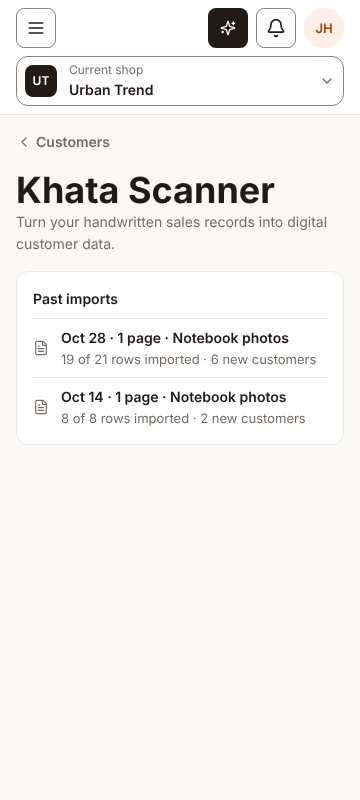 JH
UT
Current shop
Urban Trend
Customers
Khata Scanner
Turn your handwritten sales records into digital
customer data.
Past imports
Oct 28 · 1 page · Notebook photos
19 of 21 rows imported · 6 new customers
Oct 14 · 1 page · Notebook photos
8 of 8 rows imported · 2 new customers